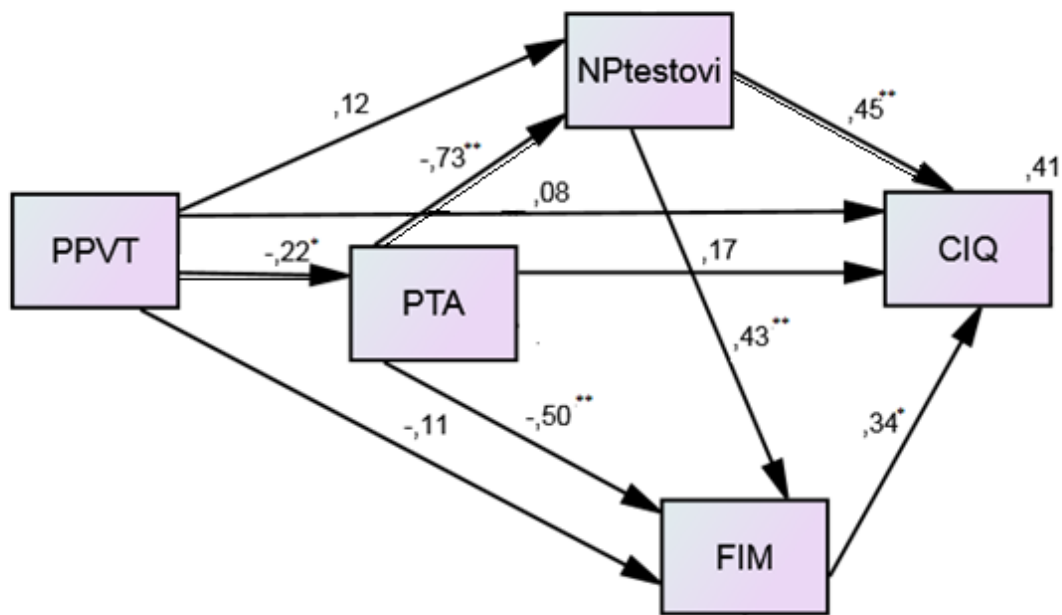 NPtestovi
,12
,45**
-,73**
,41
,08
PPVT
-,22*
CIQ
,17
PTA
,43**
-,50**
-,11
,34*
FIM